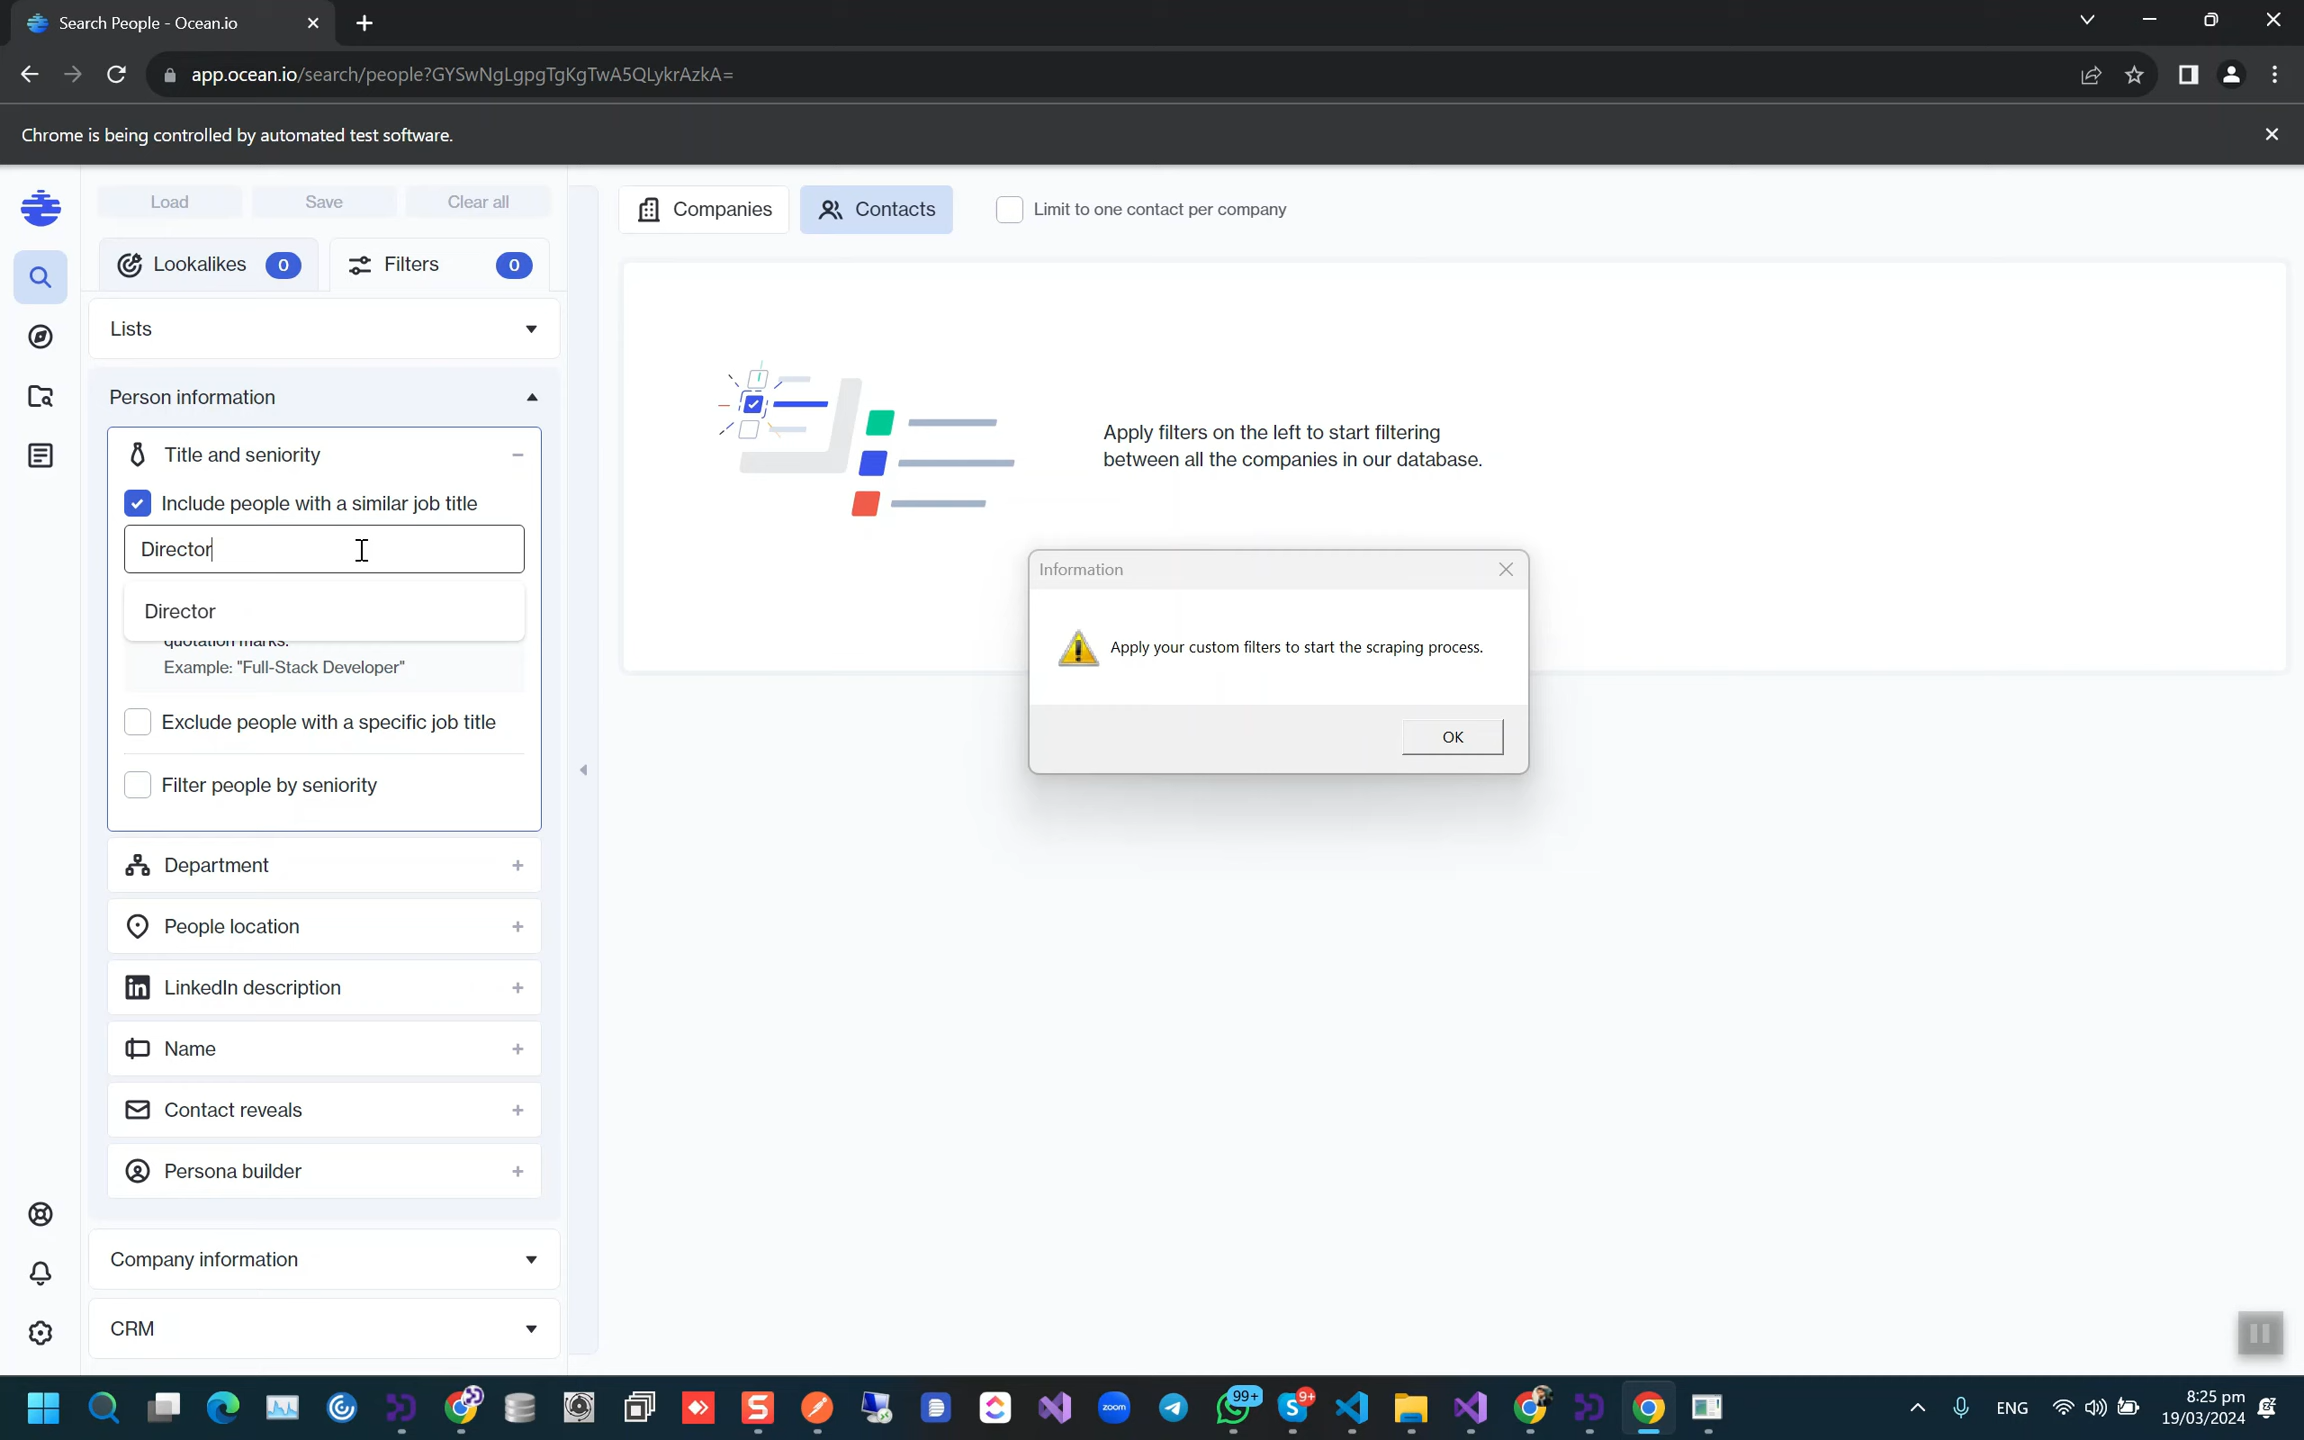 Search People - Ocean.io
app.ocean.io/search/people?GYSwNgLgpgTgKgTwA5QLykrAzkA=
Chrome is being controlled by automated test software.
Load
Save
Clear all
Lookalikes
0
Filters
0
Companies
Contacts
Limit to one contact per company
Lists
Person information
Title and seniority
Include people with a similar job title
Director
Director
quotation marks.
Example: "Full-Stack Developer"
Exclude people with a specific job title
Filter people by seniority
Department
People location
LinkedIn description
Name
Contact reveals
Persona builder
Company information
CRM
Apply filters on the left to start filtering
between all the companies in our database.
Information
Apply your custom filters to start the scraping process.
OK
zoom
99+
9+
ENG
8:25 pm
19/03/2024